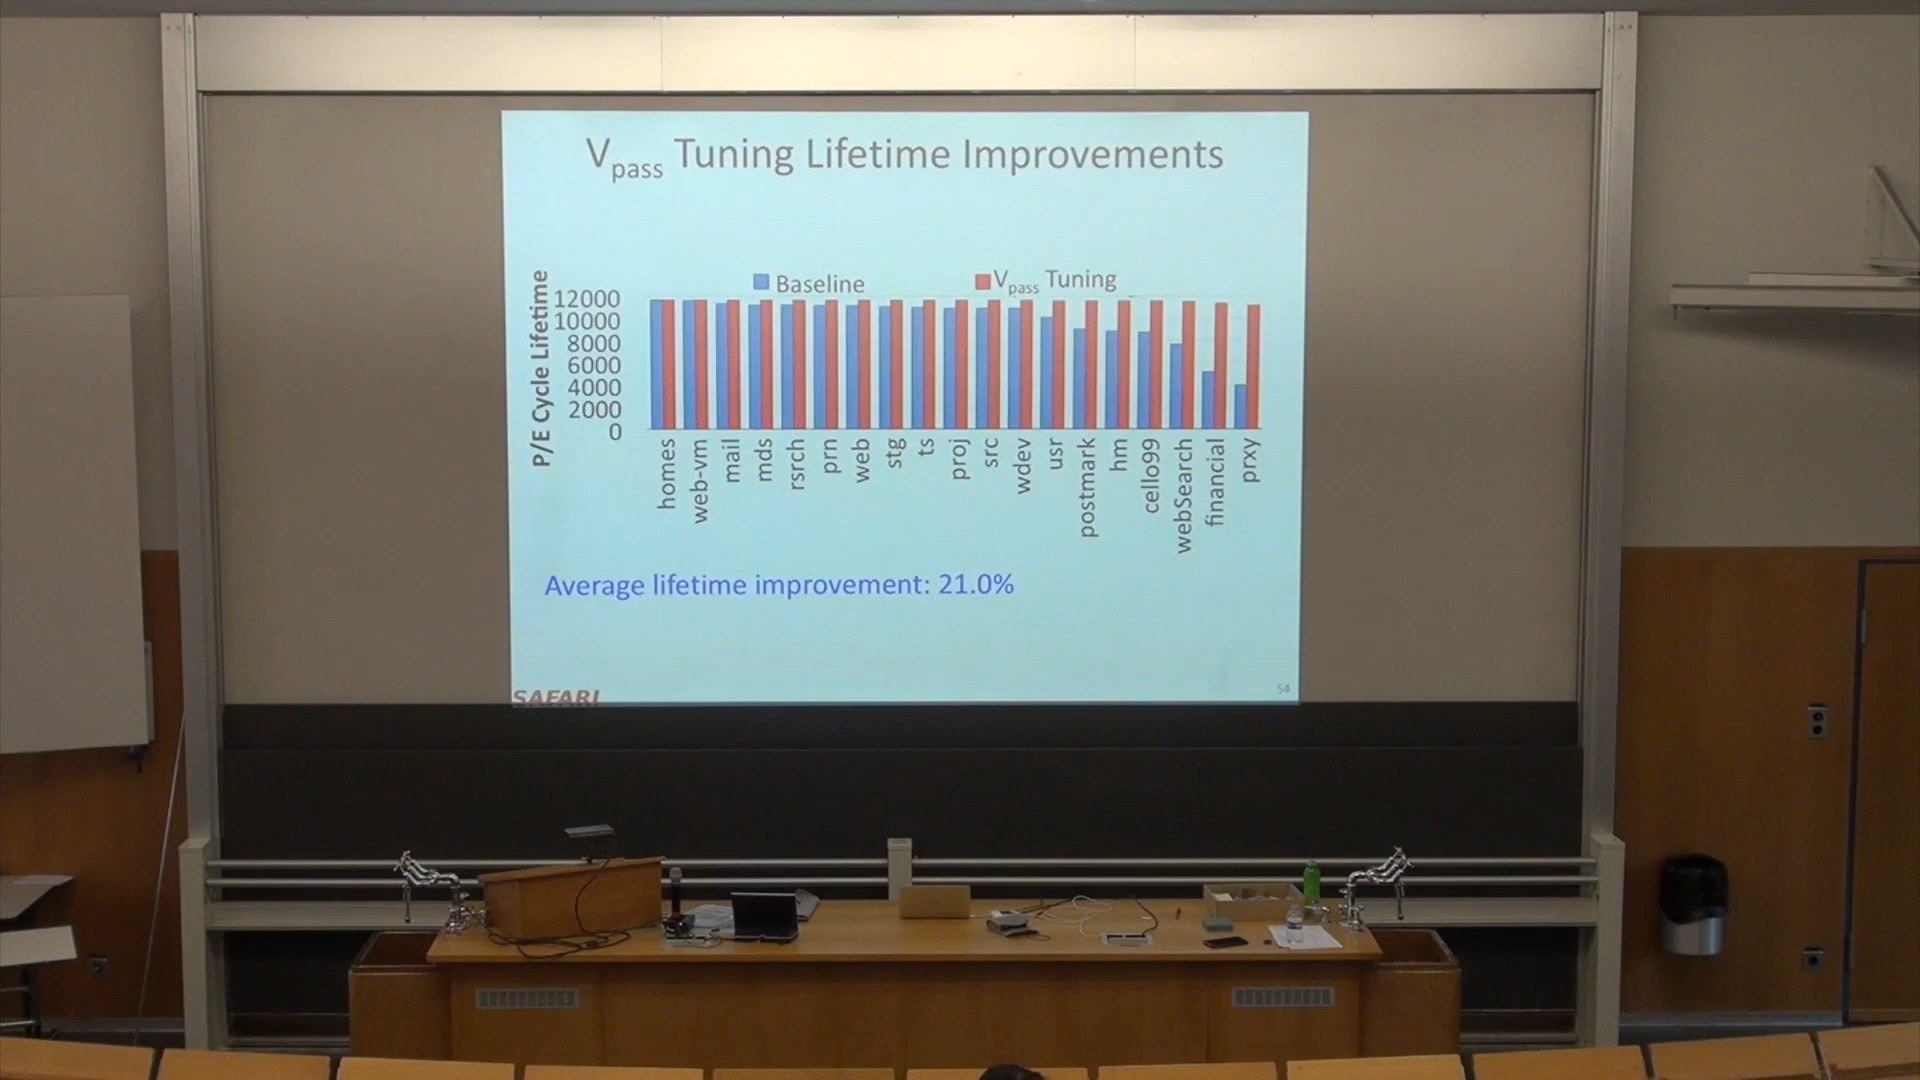 Vpass Tuning Lifetime Improvements
Baseline
Vpass Tuning
P/E Cycle Lifetime
12000
10000
8000
6000
4000
2000
0
homes
web-vm
mail
mds
rsrch
prn
web
stg
ts
proj
src
wdev
usr
postmark
hm
cello99
webSearch
financial
prxy
Average lifetime improvement: 21.0%
SAFARI
54